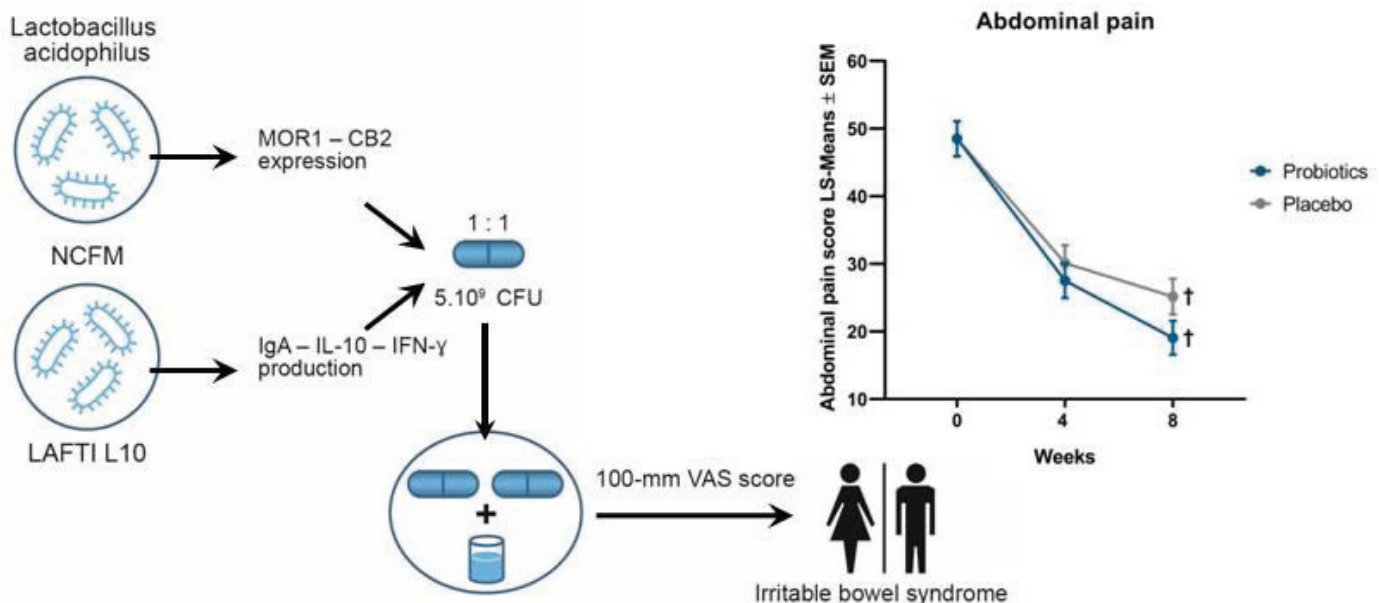 Lactobacillus
acidophilus
NCFM
MOR1 – CB2
expression
LAFTI L10
IgA – IL-10 – IFN-γ
production
1 : 1
5.10⁹ CFU
+
100-mm VAS score
Irritable bowel syndrome
Abdominal pain
Abdominal pain score LS-Means ± SEM
60
50
40
30
20
10
†
†
0 4 8
Weeks
Probiotics
Placebo